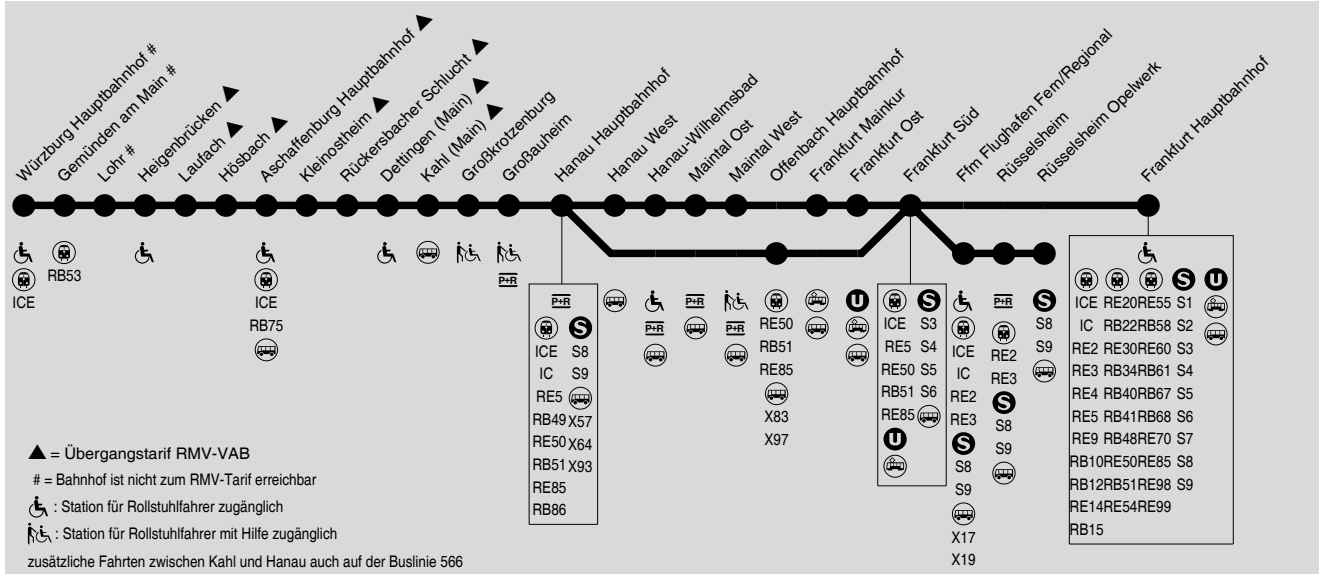 Würzburg Hauptbahnhof #
Gemünden am Main #
Lohr #
Heigenbrücken ▲
Laufach ▲
Hösbach ▲
Aschaffenburg Hauptbahnhof ▲
Kleinostheim ▲
Rückersbacher Schlucht ▲
Dettingen (Main) ▲
Kahl (Main) ▲
Großkrotzenburg
Großauheim
Hanau Hauptbahnhof
Hanau West
Hanau-Wilhelmsbad
Maintal Ost
Maintal West
Offenbach Hauptbahnhof
Frankfurt Mainkur
Frankfurt Ost
Frankfurt Süd
Ffm Flughafen Fern/Regional
Rüsselsheim
Rüsselsheim Opelwerk
Frankfurt Hauptbahnhof
ICE
RB53
ICE
RB75
P+R
P+R
S
ICE S8
IC S9
RE5
RB49 X57
RE50 X64
RB51 X93
RE85
RB86
P+R
P+R
P+R
RE50
RB51
RE85
X83
X97
U
S
ICE S3
RE5 S4
RE50 S5
RB51 S6
RE85
U
ICE
IC
RE2
RE3
S
S8
S9
X17
X19
P+R
RE2
RE3
S
S8
S9
S
S8
S9
S U
ICE RE20 RE55 S1
IC RB22 RB58 S2
RE2 RE30 RE60 S3
RE3 RB34 RB61 S4
RE4 RB40 RB67 S5
RE5 RB41 RB68 S6
RE9 RB48 RE70 S7
RB10 RE50 RE85 S8
RB12 RB51 RE98 S9
RE14 RE54 RE99
RB15
▲ = Übergangstarif RMV-VAB
# = Bahnhof ist nicht zum RMV-Tarif erreichbar
: Station für Rollstuhlfahrer zugänglich
: Station für Rollstuhlfahrer mit Hilfe zugänglich
zusätzliche Fahrten zwischen Kahl und Hanau auch auf der Buslinie 566